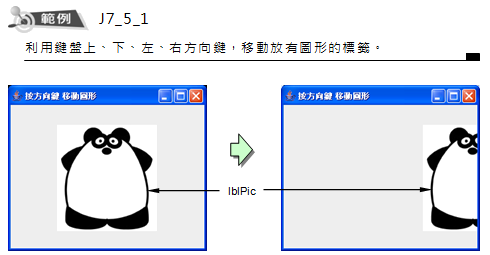 範例 J7_5_1
利用鍵盤上、下、左、右方向鍵，移動放有圖形的標籤。
按方向鍵 移動圖形
按方向鍵 移動圖形
lblPic